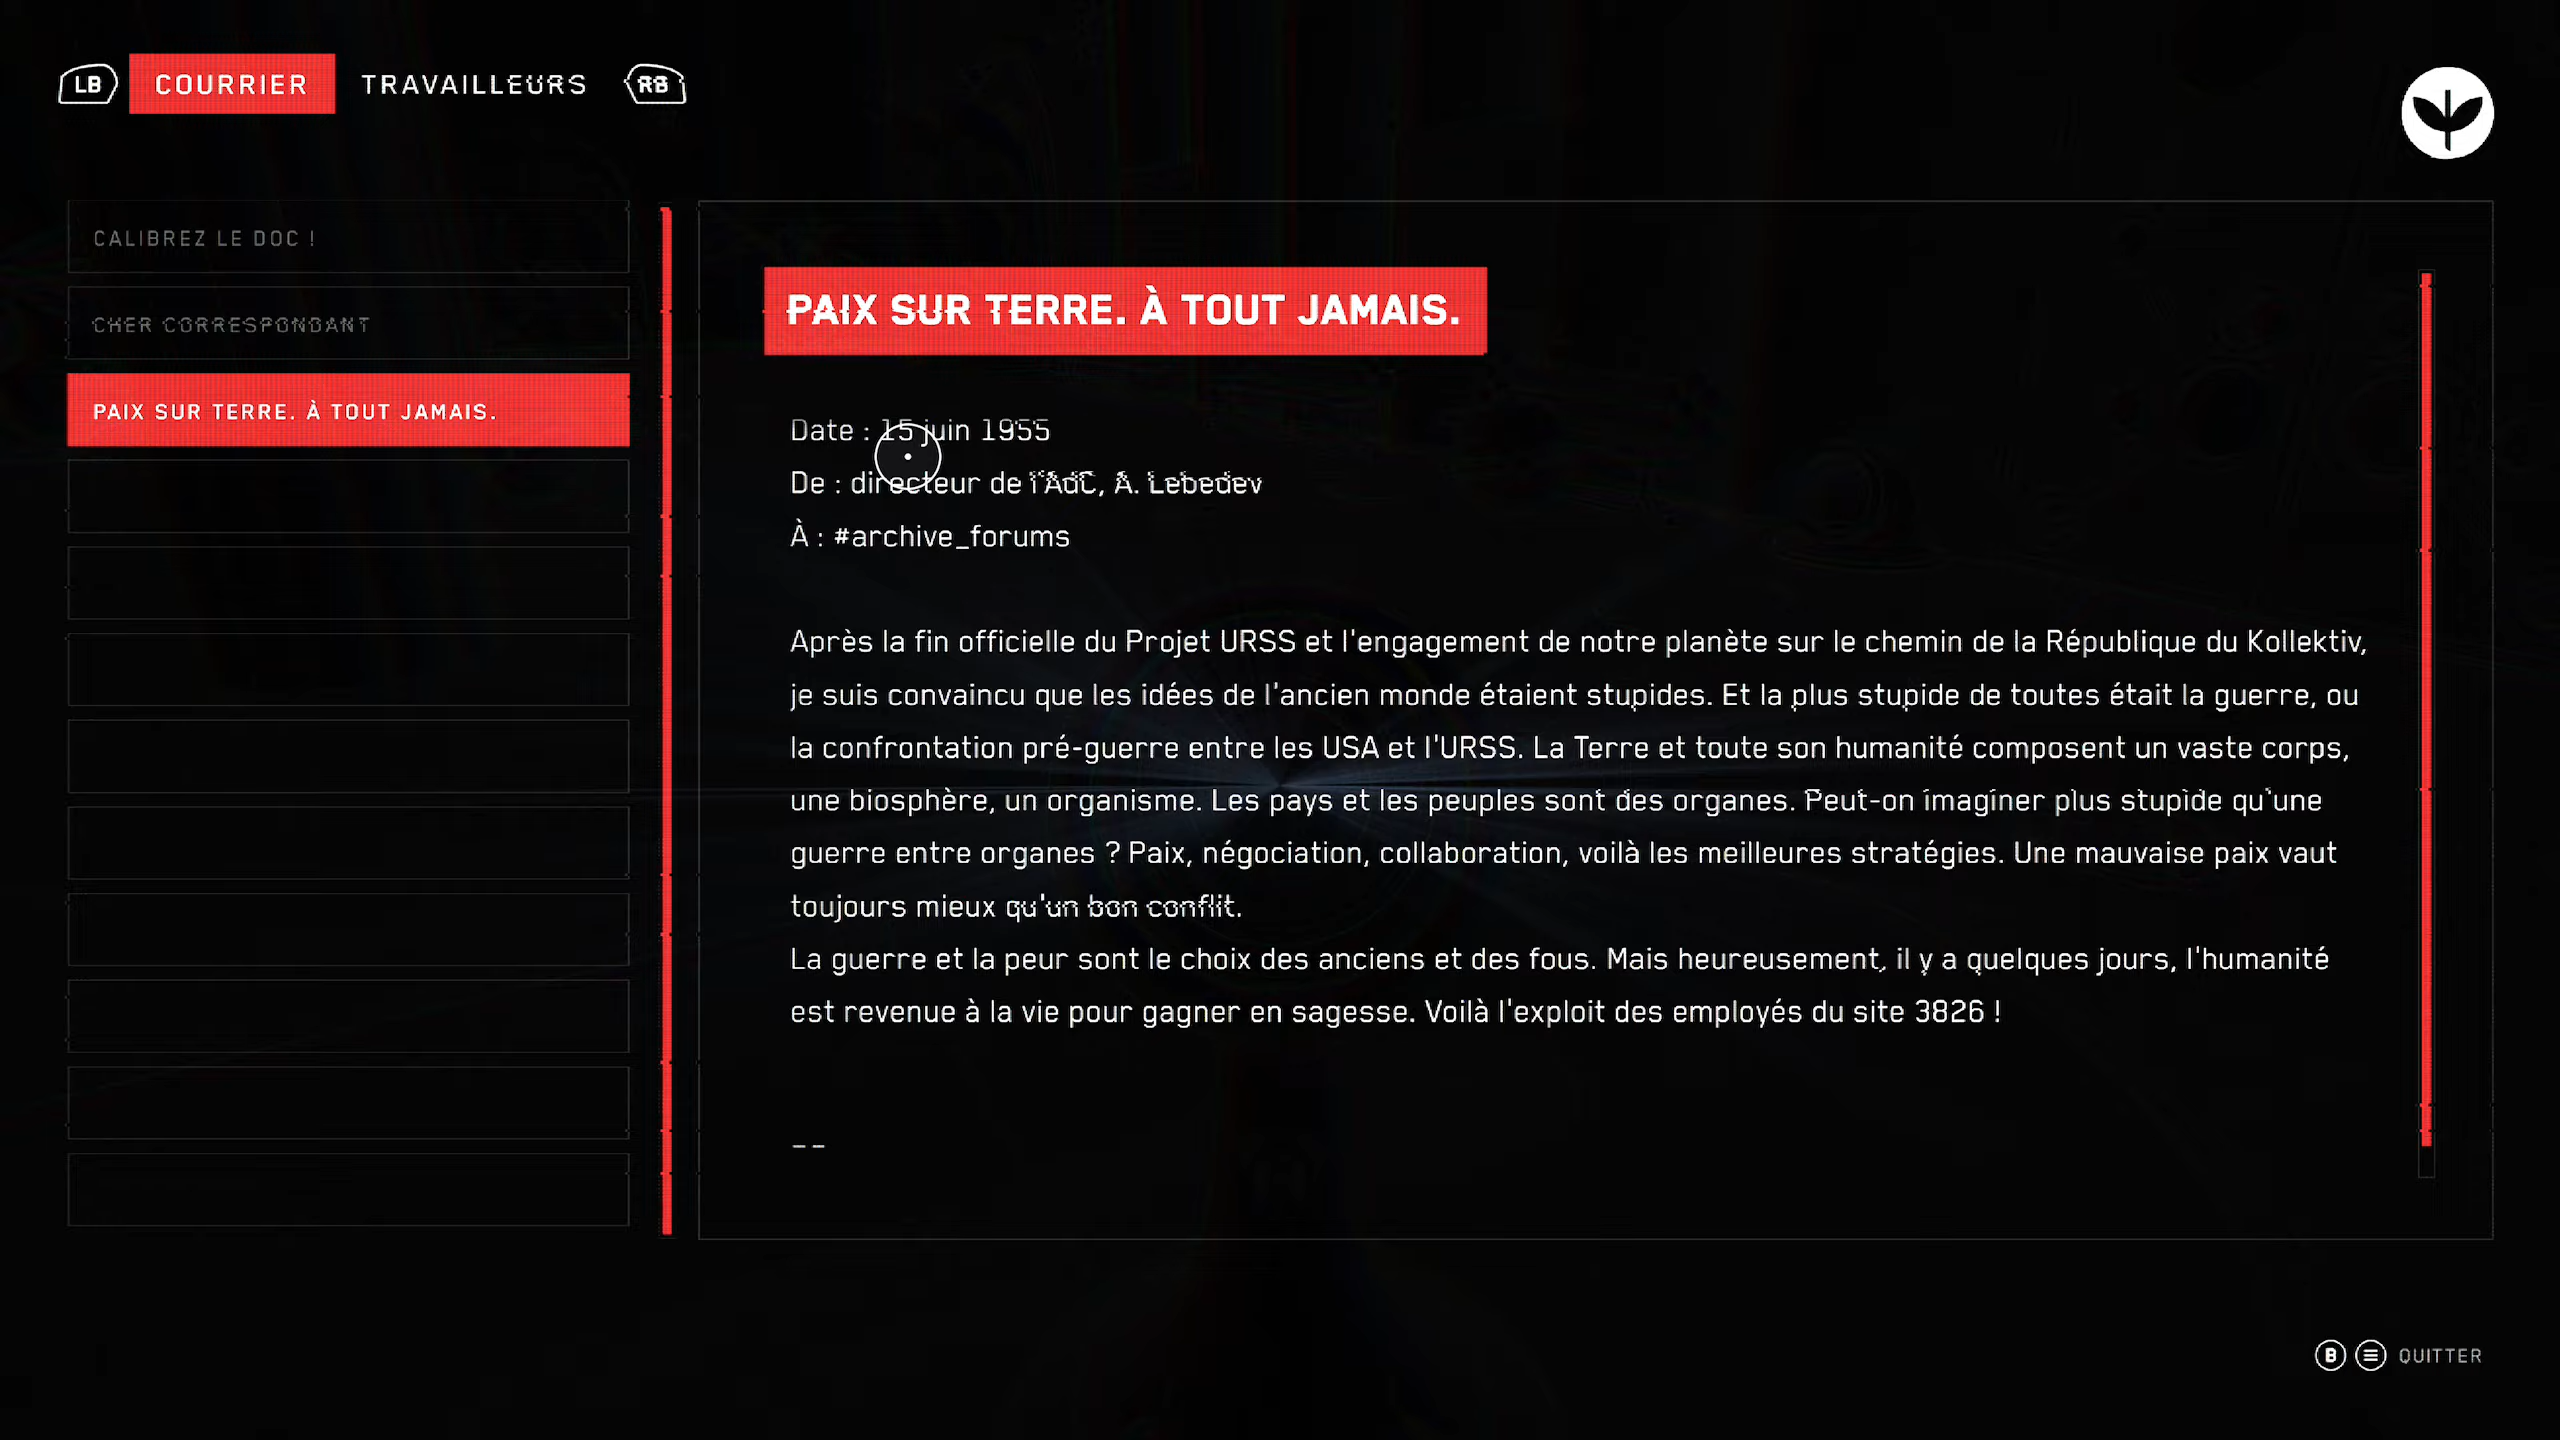 LB COURRIER TRAVAILLEURS RB
CALIBREZ LE DOC !
CHER CORRESPONDANT
PAIX SUR TERRE. À TOUT JAMAIS.
PAIX SUR TERRE. À TOUT JAMAIS.
Date : 15 juin 1955
De : directeur de l'AdC, A. Lebedev
À : #archive_forums
Après la fin officielle du Projet URSS et l'engagement de notre planète sur le chemin de la République du Kollektiv,
je suis convaincu que les idées de l'ancien monde étaient stupides. Et la plus stupide de toutes était la guerre, ou
la confrontation pré-guerre entre les USA et l'URSS. La Terre et toute son humanité composent un vaste corps,
une biosphère, un organisme. Les pays et les peuples sont des organes. Peut-on imaginer plus stupide qu'une
guerre entre organes ? Paix, négociation, collaboration, voilà les meilleures stratégies. Une mauvaise paix vaut
toujours mieux qu'un bon conflit.
La guerre et la peur sont le choix des anciens et des fous. Mais heureusement, il y a quelques jours, l'humanité
est revenue à la vie pour gagner en sagesse. Voilà l'exploit des employés du site 3826 !
--
B QUITTER